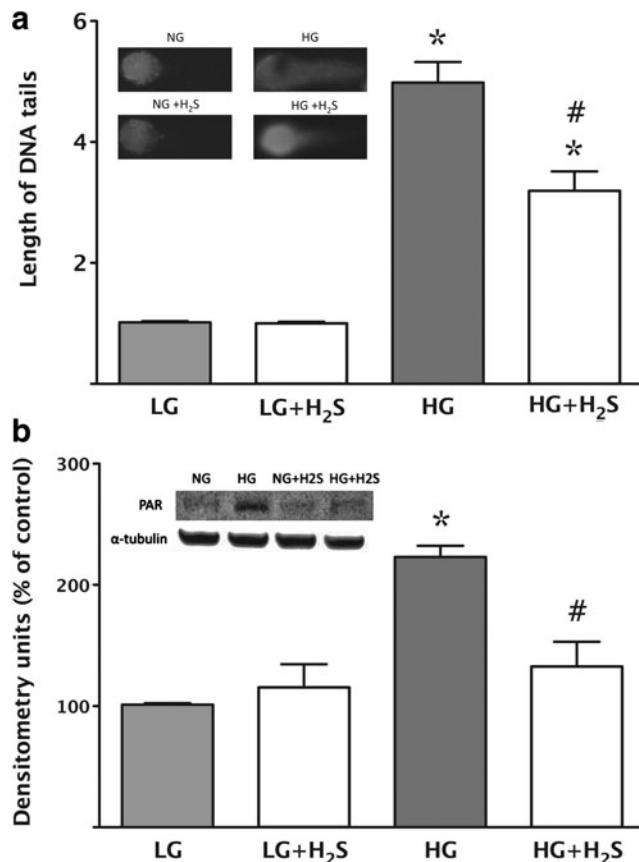 a
Length of DNA tails
6
4
2
NG
HG
NG +H₂S
HG +H₂S
*
#
*
LG
LG+H₂S
HG
HG+H₂S
b
Densitometry units (% of control)
300
200
100
NG HG NG+H2S HG+H2S
PAR
α-tubulin
*
#
LG
LG+H₂S
HG
HG+H₂S